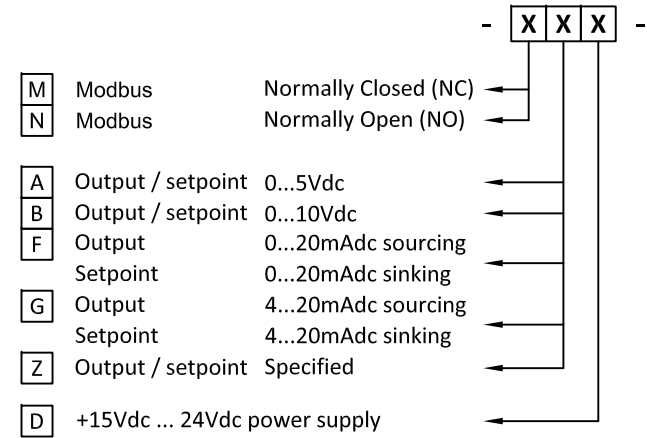 - X X X -
M Modbus Normally Closed (NC)
N Modbus Normally Open (NO)
A Output / setpoint 0...5Vdc
B Output / setpoint 0...10Vdc
F Output 0...20mAdc sourcing
Setpoint 0...20mAdc sinking
G Output 4...20mAdc sourcing
Setpoint 4...20mAdc sinking
Z Output / setpoint Specified
D +15Vdc ... 24Vdc power supply